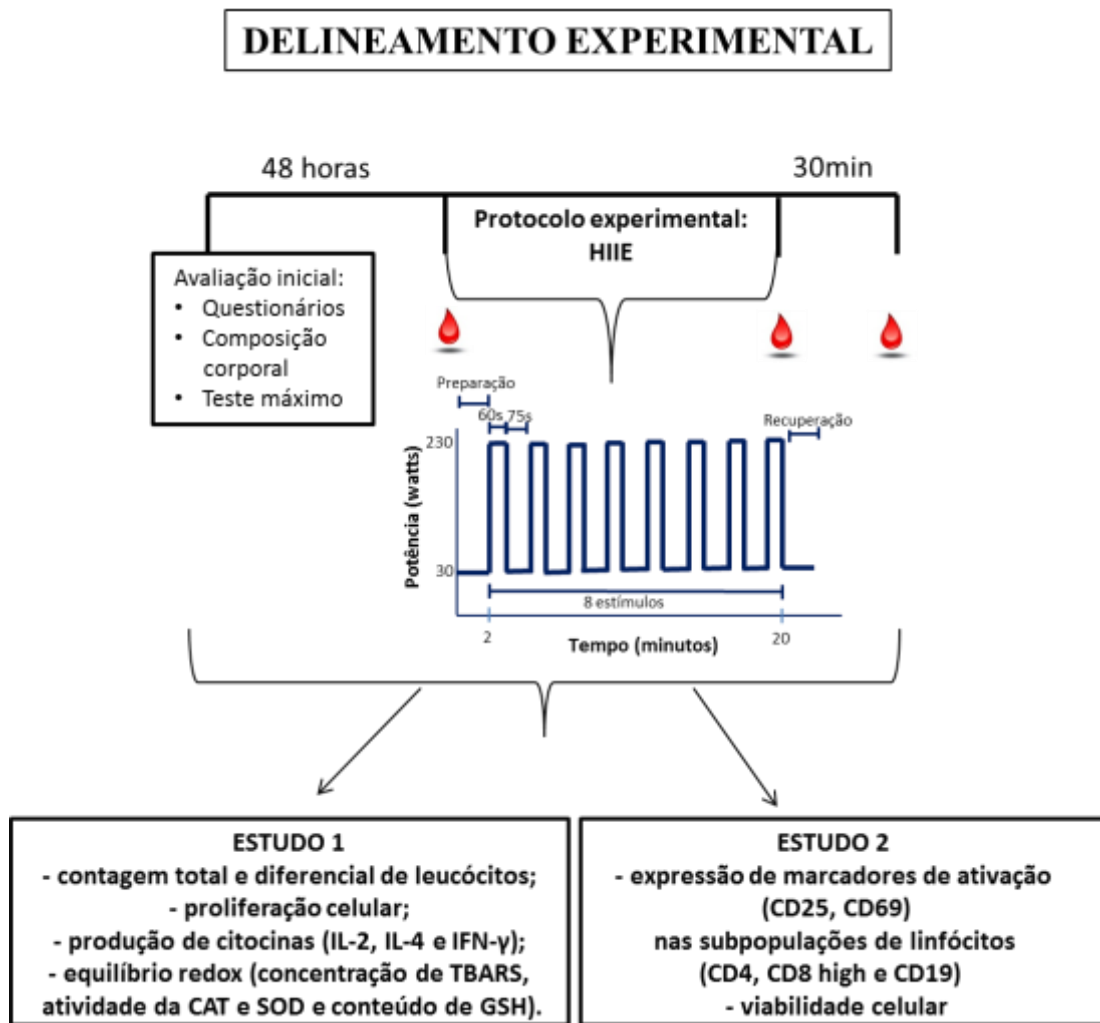 DELINEAMENTO EXPERIMENTAL
48 horas
30min
Protocolo experimental:
HIIE
Avaliação inicial:
• Questionários
• Composição
corporal
• Teste máximo
Preparação
60s
75s
Recuperação
230
Potência (watts)
30
8 estímulos
2
Tempo (minutos)
20
ESTUDO 1
- contagem total e diferencial de leucócitos;
- proliferação celular;
- produção de citocinas (IL-2, IL-4 e IFN-γ);
- equilíbrio redox (concentração de TBARS,
atividade da CAT e SOD e conteúdo de GSH).
ESTUDO 2
- expressão de marcadores de ativação
(CD25, CD69)
nas subpopulações de linfócitos
(CD4, CD8 high e CD19)
- viabilidade celular